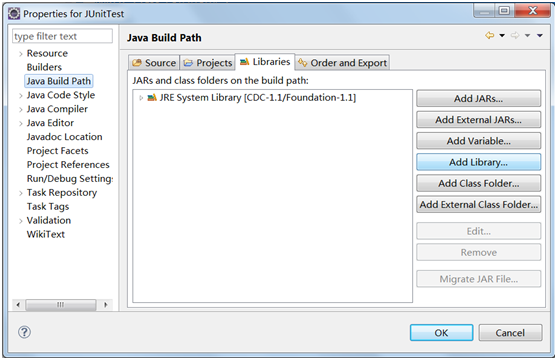 Properties for JUnitTest
type filter text
Resource
Builders
Java Build Path
Java Code Style
Java Compiler
Java Editor
Javadoc Location
Project Facets
Project References
Run/Debug Settings
Task Repository
Task Tags
Validation
WikiText
Java Build Path
Source
Projects
Libraries
Order and Export
JARs and class folders on the build path:
JRE System Library [CDC-1.1/Foundation-1.1]
Add JARs...
Add External JARs...
Add Variable...
Add Library...
Add Class Folder...
Add External Class Folder...
Edit...
Remove
Migrate JAR File...
?
OK
Cancel